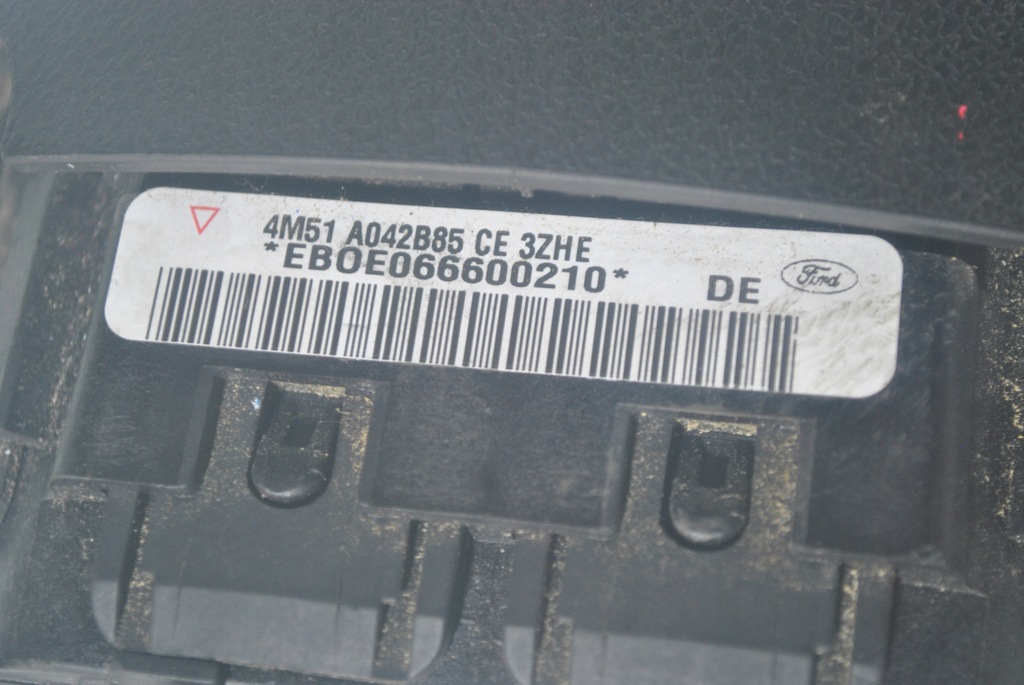 4M51 A042B85 CE 3ZHE
*EB0E066600210*
DE Ford